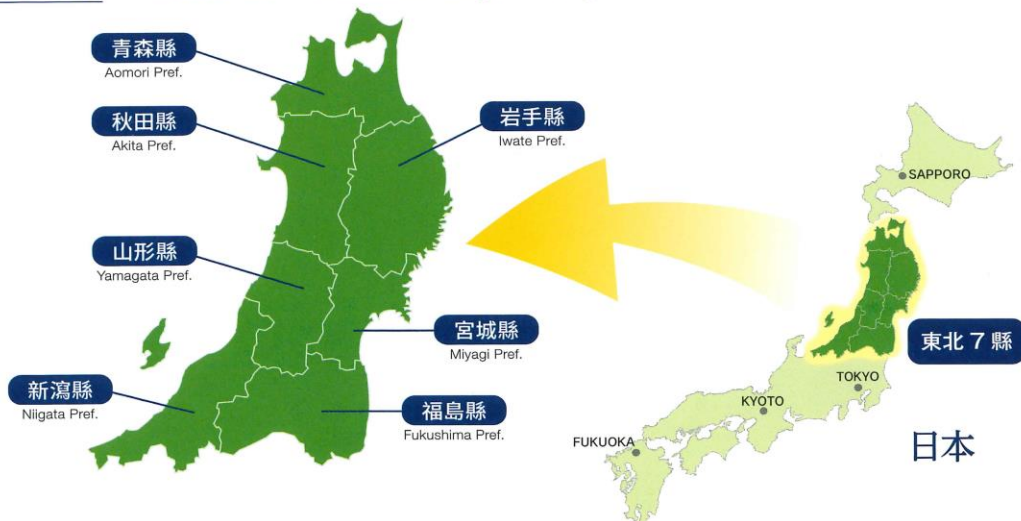 青森縣
Aomori Pref.
秋田縣
Akita Pref.
岩手縣
Iwate Pref.
山形縣
Yamagata Pref.
宮城縣
Miyagi Pref.
新瀉縣
Niigata Pref.
福島縣
Fukushima Pref.
SAPPORO
東北 7 縣
TOKYO
KYOTO
FUKUOKA
日本